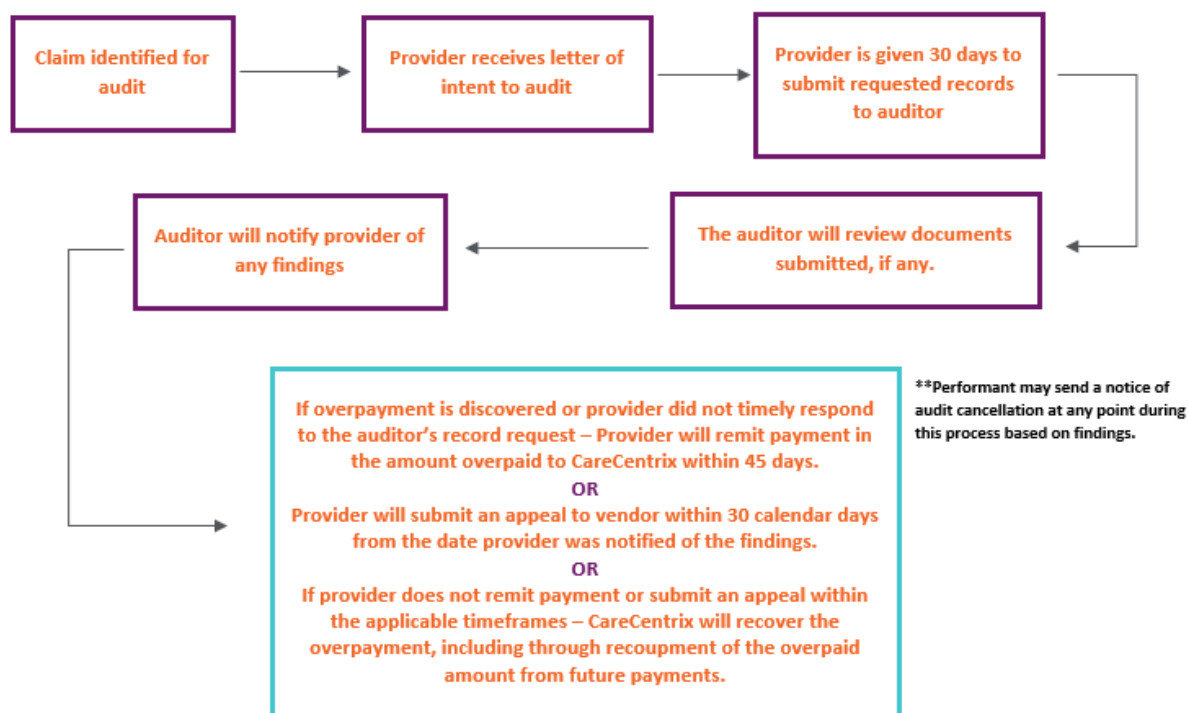 Claim identified for
audit
Provider receives letter of
intent to audit
Provider is given 30 days to
submit requested records
to auditor
The auditor will review documents
submitted, if any.
Auditor will notify provider of
any findings
If overpayment is discovered or provider did not timely respond
to the auditor’s record request – Provider will remit payment in
the amount overpaid to CareCentrix within 45 days.
OR
Provider will submit an appeal to vendor within 30 calendar days
from the date provider was notified of the findings.
OR
If provider does not remit payment or submit an appeal within
the applicable timeframes – CareCentrix will recover the
overpayment, including through recoupment of the overpaid
amount from future payments.
**Performant may send a notice of
audit cancellation at any point during
this process based on findings.